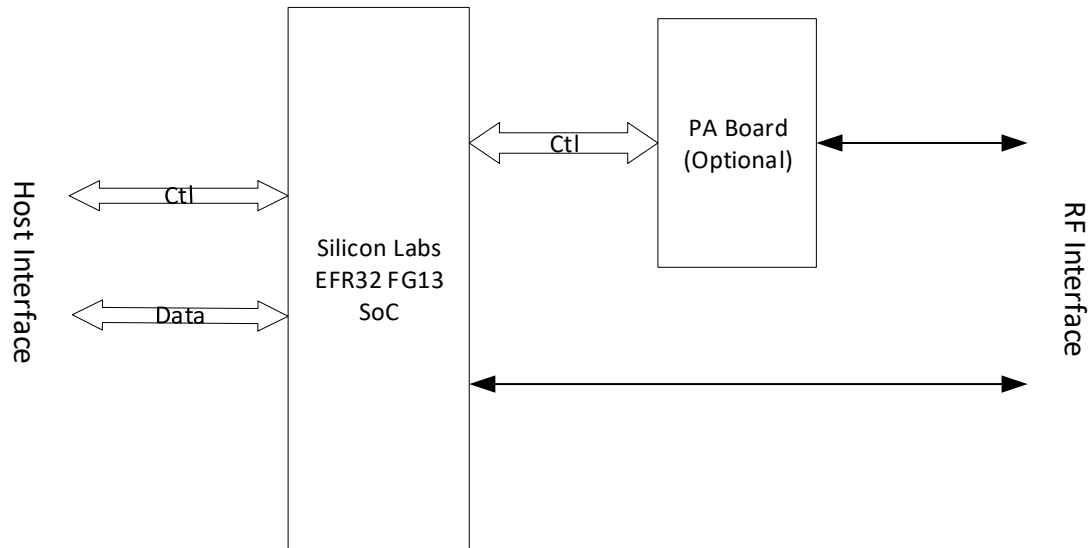 Host Interface
Ctl
Data
Silicon Labs
EFR32 FG13
SoC
Ctl
PA Board
(Optional)
RF Interface